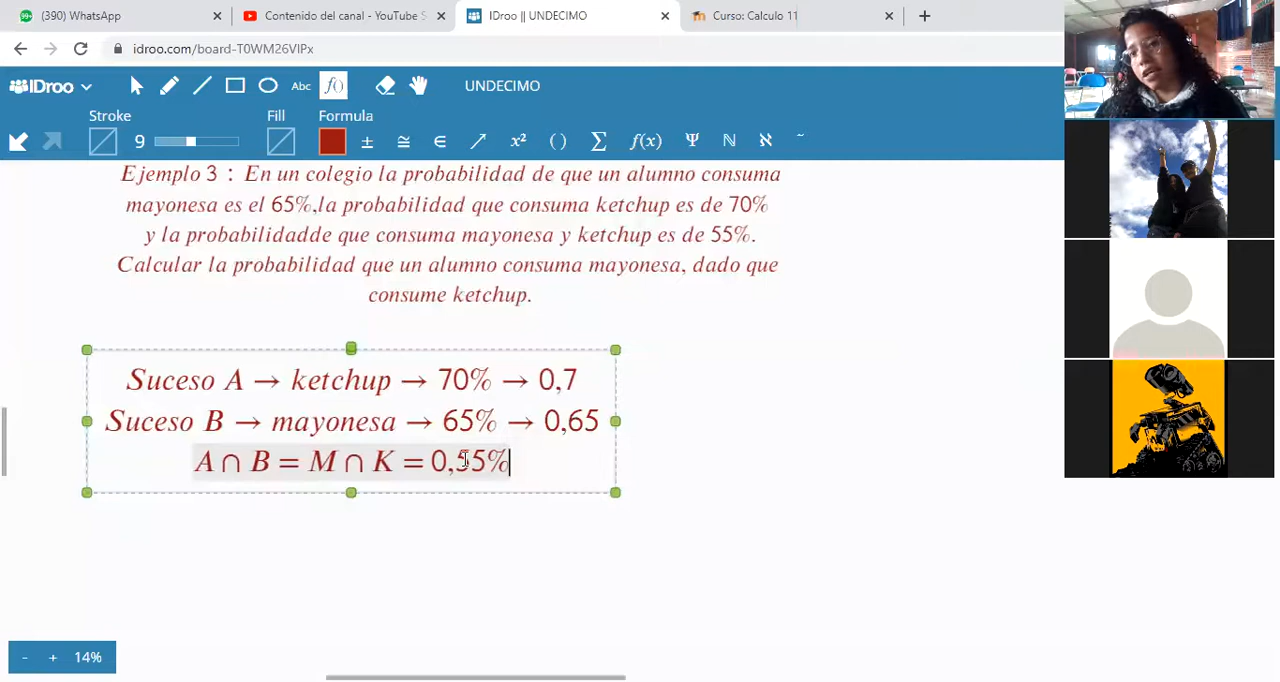 (390) WhatsApp
Contenido del canal - YouTube S
IDroo || UNDECIMO
Curso: Calculo 11
idroo.com/board-T0WM26VIPx
IDroo
Abc
f()
UNDECIMO
Stroke
Fill
Formula
9
± ≅ ∈ ↗ x² ( ) ∑ f(x) Ψ ℕ ℵ ~
Ejemplo 3 : En un colegio la probabilidad de que un alumno consuma
mayonesa es el 65%,la probabilidad que consuma ketchup es de 70%
y la probabilidadde que consuma mayonesa y ketchup es de 55%.
Calcular la probabilidad que un alumno consuma mayonesa, dado que
consume ketchup.
Suceso A → ketchup → 70% → 0,7
Suceso B → mayonesa → 65% → 0,65
A ∩ B = M ∩ K = 0,55%
- + 14%